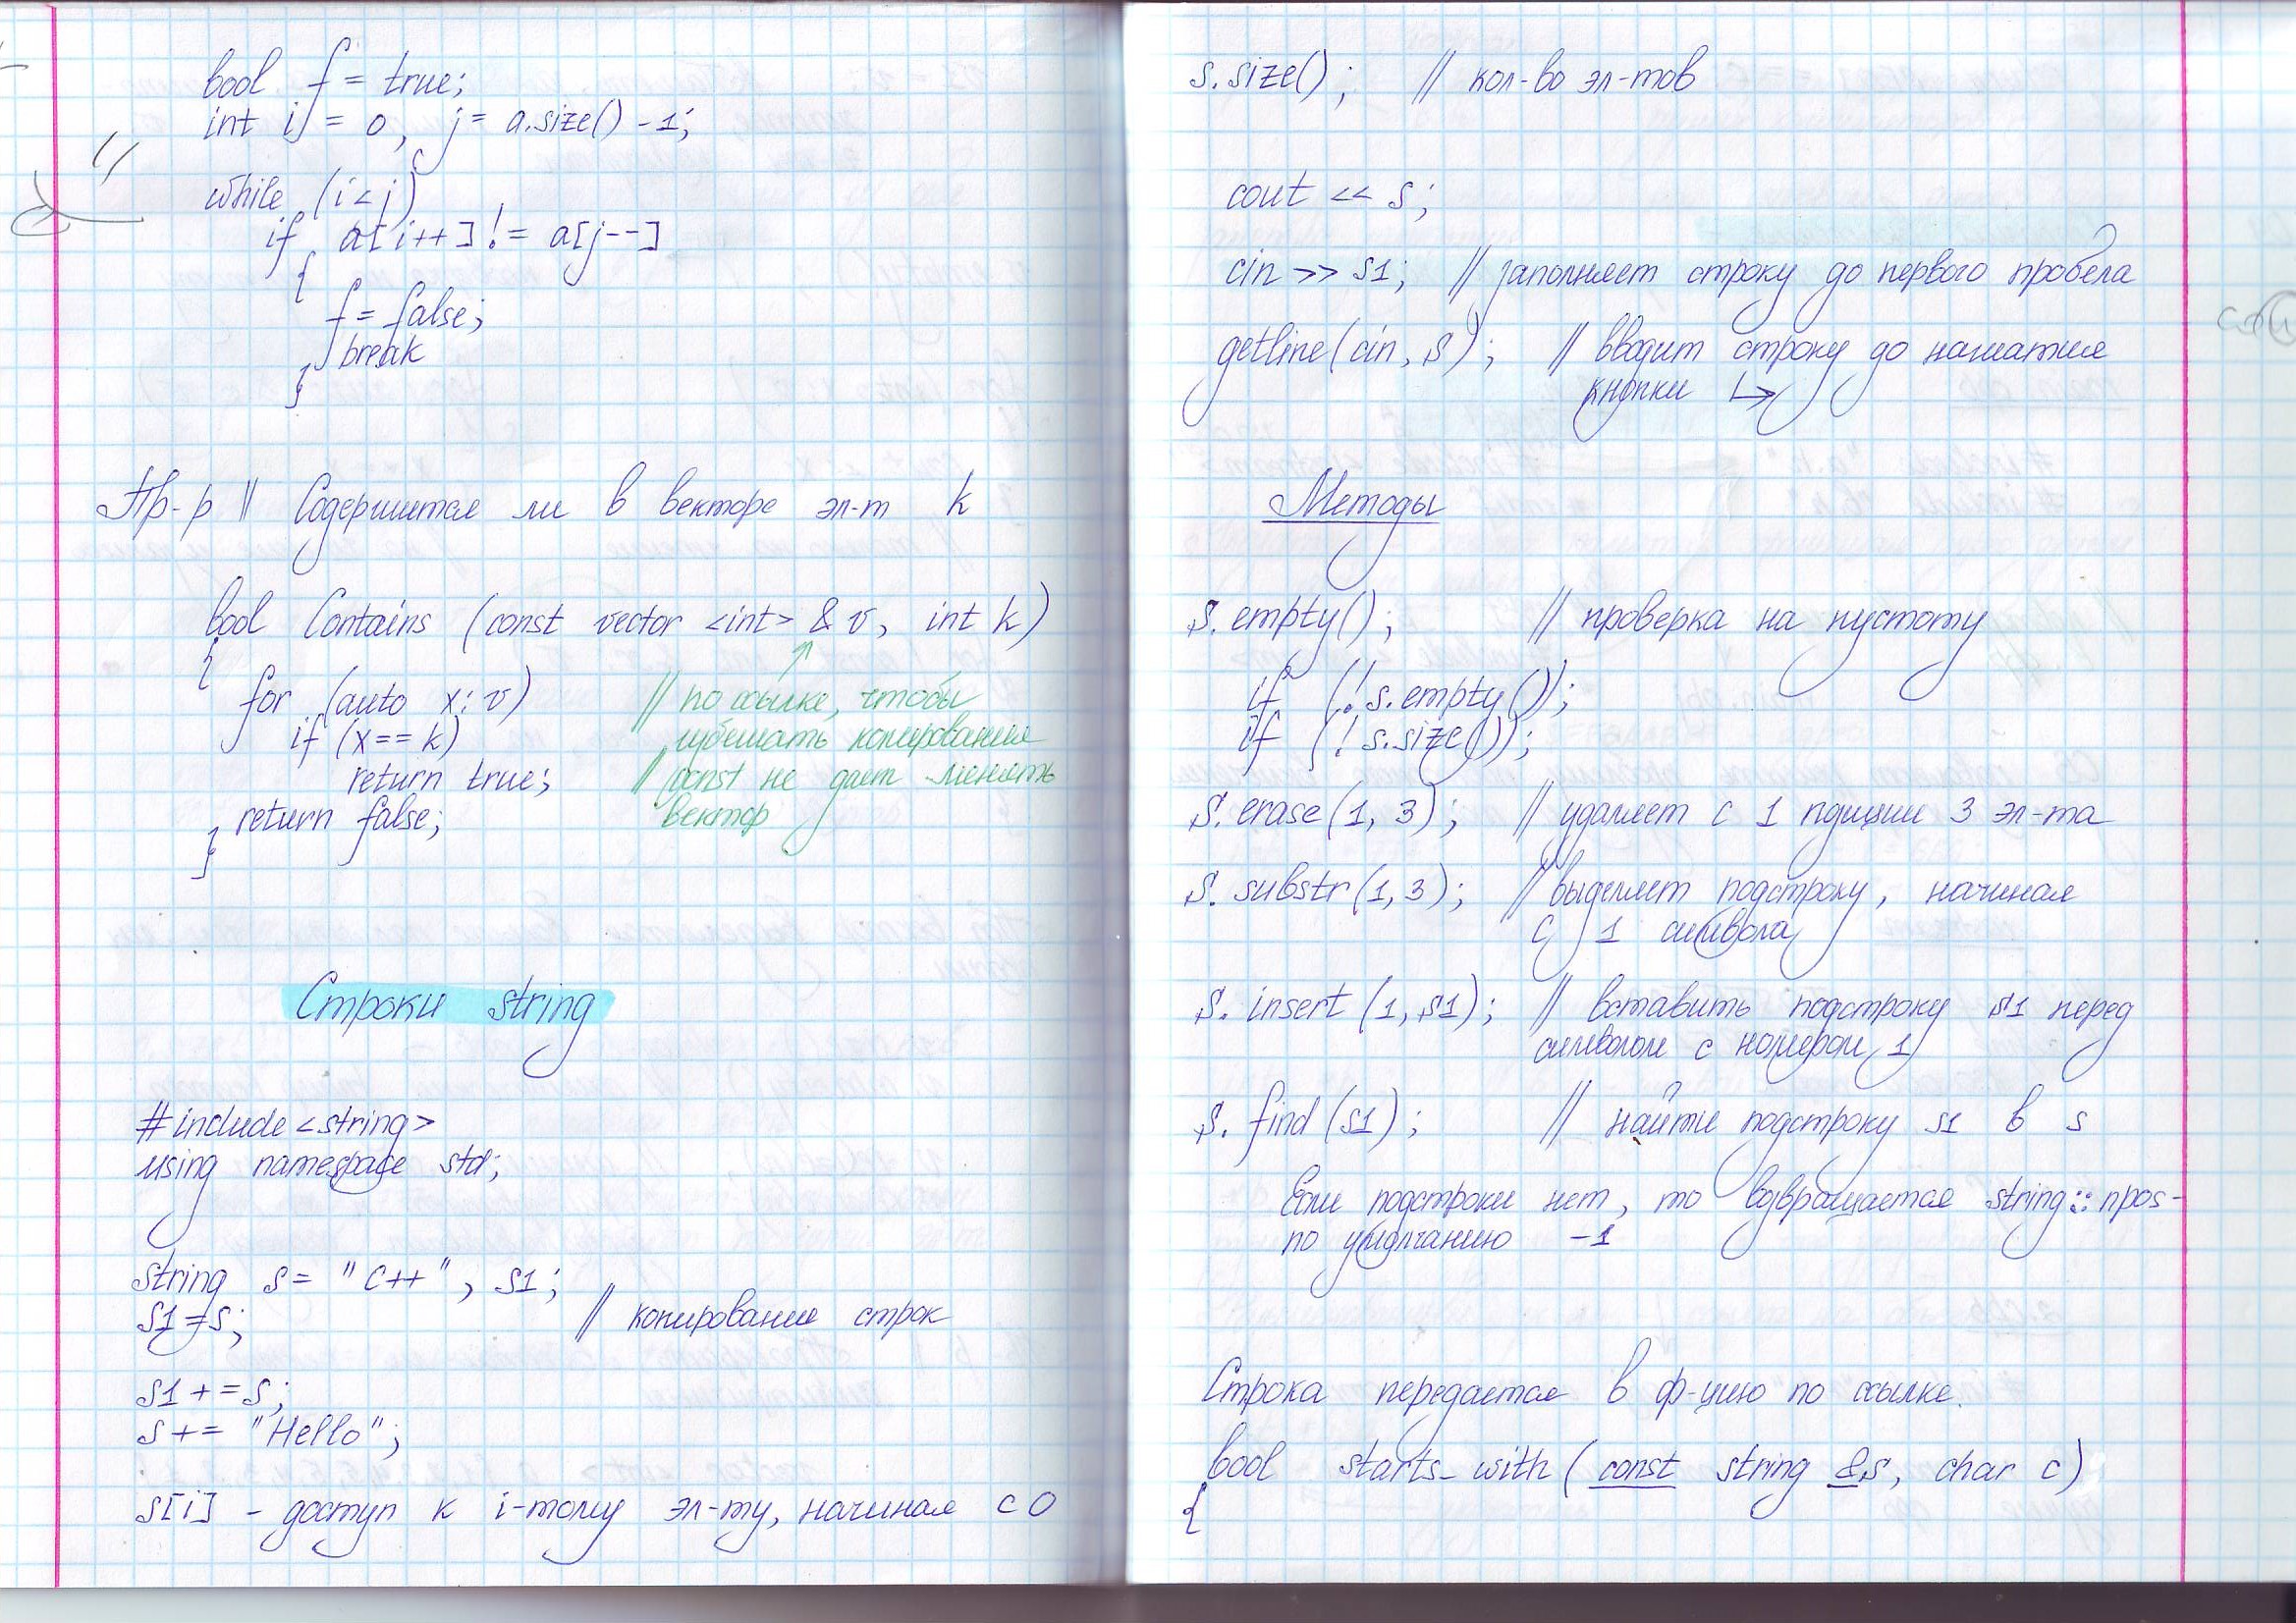 bool f = true;
int i = 0, j = a.size() - 1;
while (i < j)
if a[i++] != a[j--]
{
f = false;
break
}
Пр-р // Содержится ли в векторе эл-т k
bool Contains (const vector <int> & v, int k)
{
for (auto x: v)
if (x == k)
return true;
return false;
}
// по ссылке, чтобы
избежать копирования
// const не дает менять
вектор
Строки string
#include <string>
using namespace std;
string s = "C++", s1;
s1 = s; // копирование строк
s1 += s;
s += "Hello";
s[i] - доступ к i-тому эл-ту, начиная с 0
s.size(); // кол-во эл-тов
cout << s;
cin >> s1; // заполняет строку до первого пробела
getline(cin, s); // вводит строку до нажатия
кнопки ↳
Методы
s.empty(); // проверка на пустоту
if (! s.empty());
if (! s.size());
s.erase(1, 3); // удаляет с 1 пзиции 3 эл-та
s.substr(1, 3); // выделяет подстроку, начиная
с 1 символа
s.insert(1, s1); // вставить подстроку s1 перед
символом с номером 1
s.find(s1); // найти подстроку s1 в s
Если подстроки нет, то возвращается string::npos -
по умолчанию -1
Строка передается в ф-цию по ссылке.
bool starts_with (const string &s, char c)
{